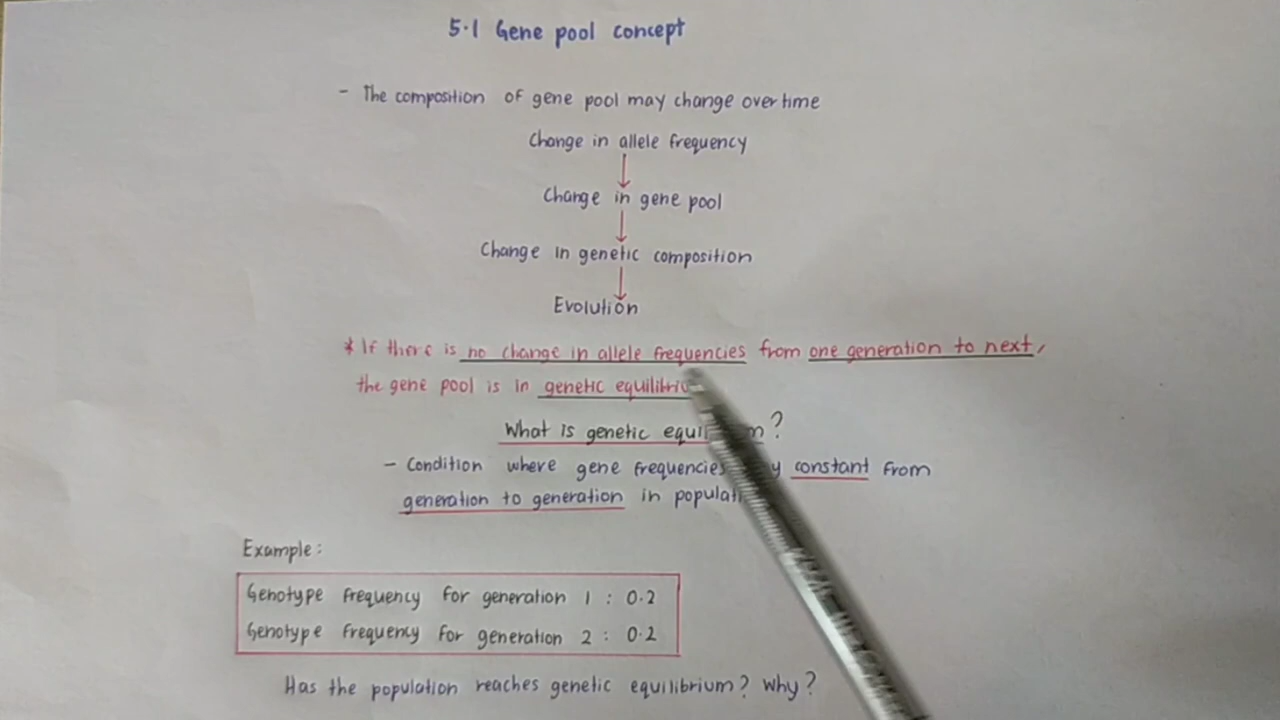 5.1 Gene pool concept
- The composition of gene pool may change over time
Change in allele frequency
↓
Change in gene pool
↓
Change in genetic composition
↓
Evolution
* If there is no change in allele frequencies from one generation to next,
the gene pool is in genetic
What is genetic ?
- Condition where gene frequencies constant from
generation to generation in
Example:
Genotype frequency for generation 1 : 0.2
Genotype frequency for generation 2 : 0.2
Has the population reaches genetic equilibrium? Why?